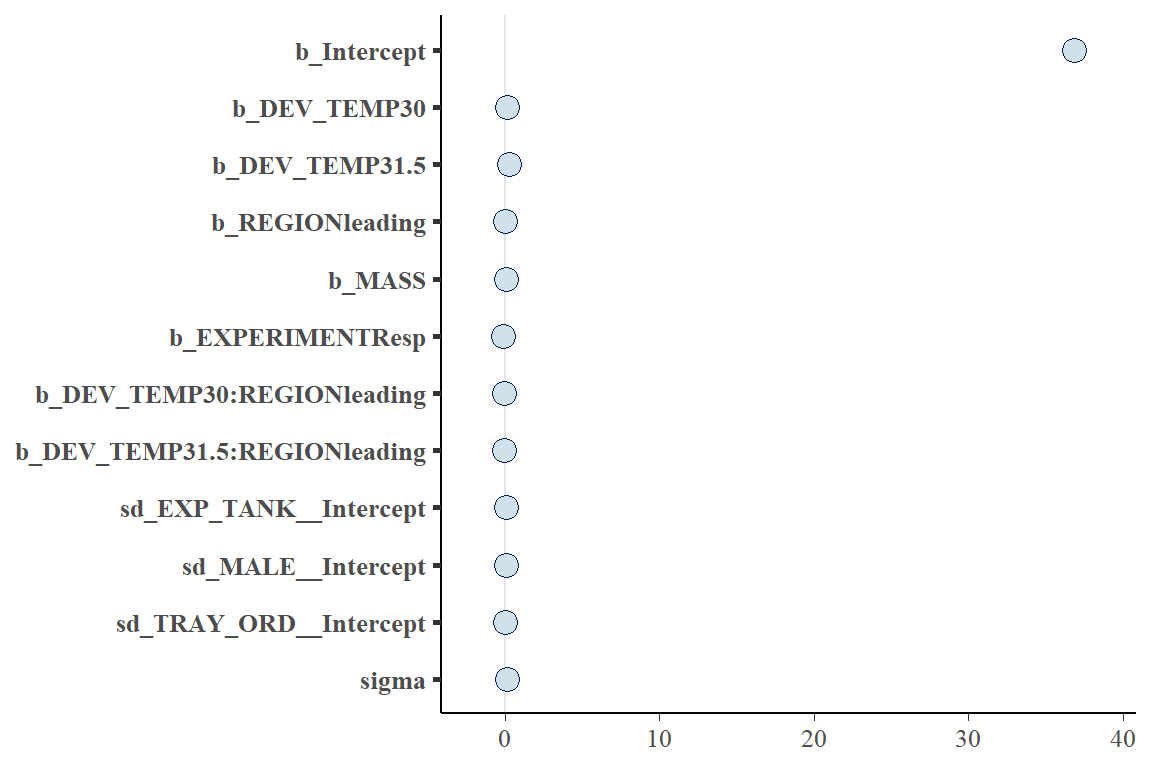 b_Intercept
b_DEV_TEMP30
b_DEV_TEMP31.5
b_REGIONleading
b_MASS
b_EXPERIMENTResp
b_DEV_TEMP30:REGIONleading
b_DEV_TEMP31.5:REGIONleading
sd_EXP_TANK__Intercept
sd_MALE__Intercept
sd_TRAY_ORD__Intercept
sigma
0 10 20 30 40